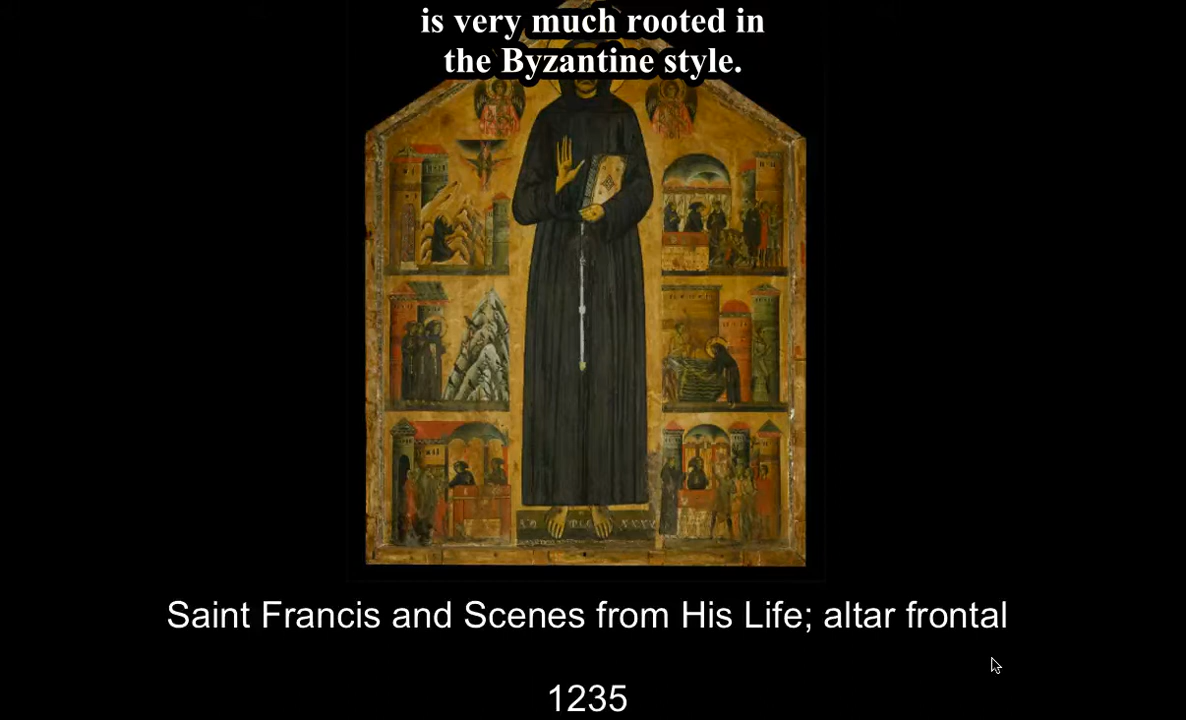 is very much rooted in
the Byzantine style.
Saint Francis and Scenes from His Life; altar frontal
1235